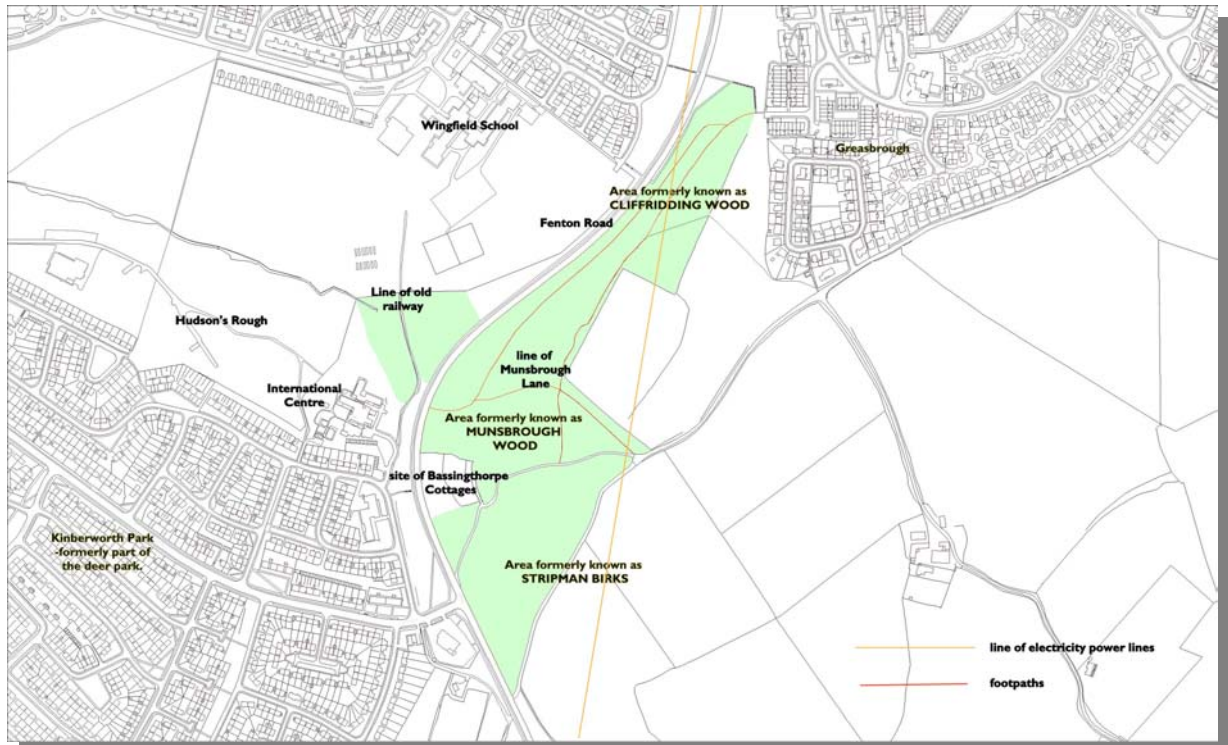 Wingfield School
Greasbrough
Area formerly known as
CLIFFRIDDING WOOD
Fenton Road
Line of old
railway
Hudson's Rough
line of
Munsbrough
Lane
International
Centre
Area formerly known as
MUNSBROUGH
WOOD
site of Bassingthorpe
Cottages
Kinberworth Park
-formerly part of
the deer park.
Area formerly known as
STRIPMAN BIRKS
line of electricity power lines
footpaths